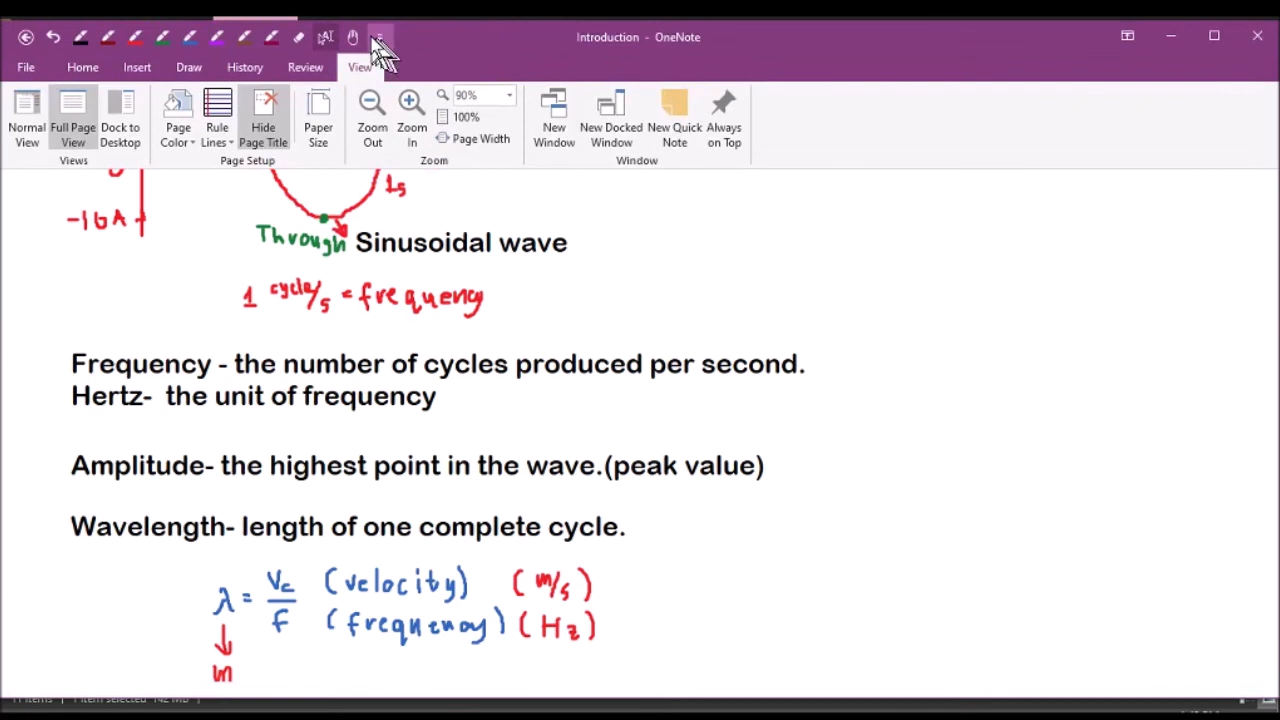 Introduction - OneNote
File Home Insert Draw History Review View
Normal View
Full Page View
Dock to Desktop
Page Color
Rule Lines
Hide Page Title
Paper Size
Zoom Out
Zoom In
90%
100%
Page Width
New Window
New Docked Window
New Quick Note
Always on Top
Views Page Setup Zoom Window
1s
-16A
Through Sinusoidal wave
1 cycle/s = frequency
Frequency - the number of cycles produced per second.
Hertz- the unit of frequency
Amplitude- the highest point in the wave.(peak value)
Wavelength- length of one complete cycle.
λ = Vc (velocity) (m/s)
f (frequency) (Hz)
m